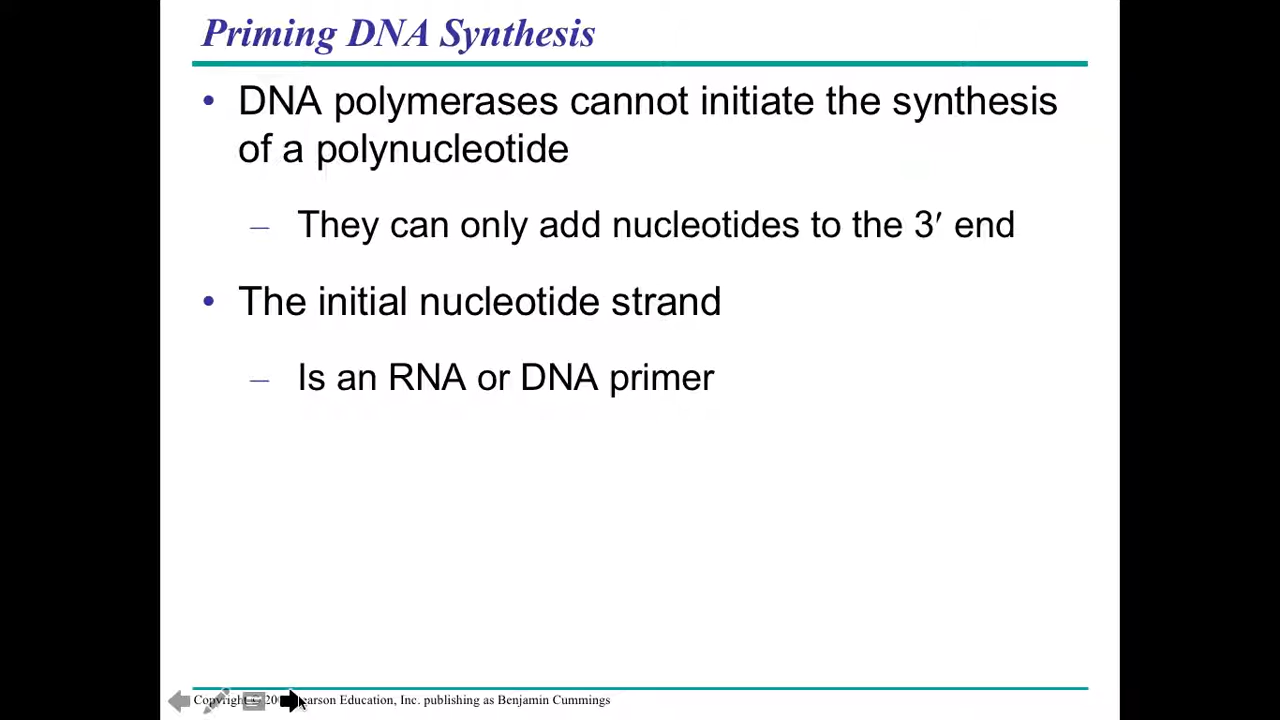 Priming DNA Synthesis
• DNA polymerases cannot initiate the synthesis
of a polynucleotide
– They can only add nucleotides to the 3′ end
• The initial nucleotide strand
– Is an RNA or DNA primer
Copyright © Education, Inc. publishing as Benjamin Cummings